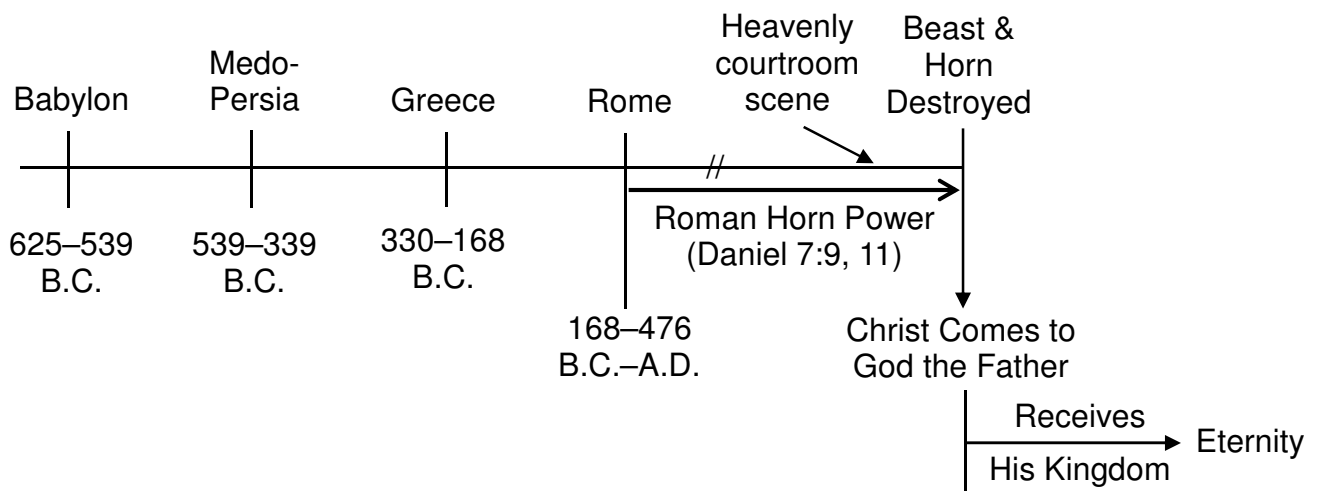 Babylon
625–539
B.C.
Medo-
Persia
539–339
B.C.
Greece
330–168
B.C.
Rome
168–476
B.C.–A.D.
Heavenly
courtroom
scene
Beast &
Horn
Destroyed
//
Roman Horn Power
(Daniel 7:9, 11)
Christ Comes to
God the Father
Receives
His Kingdom
Eternity